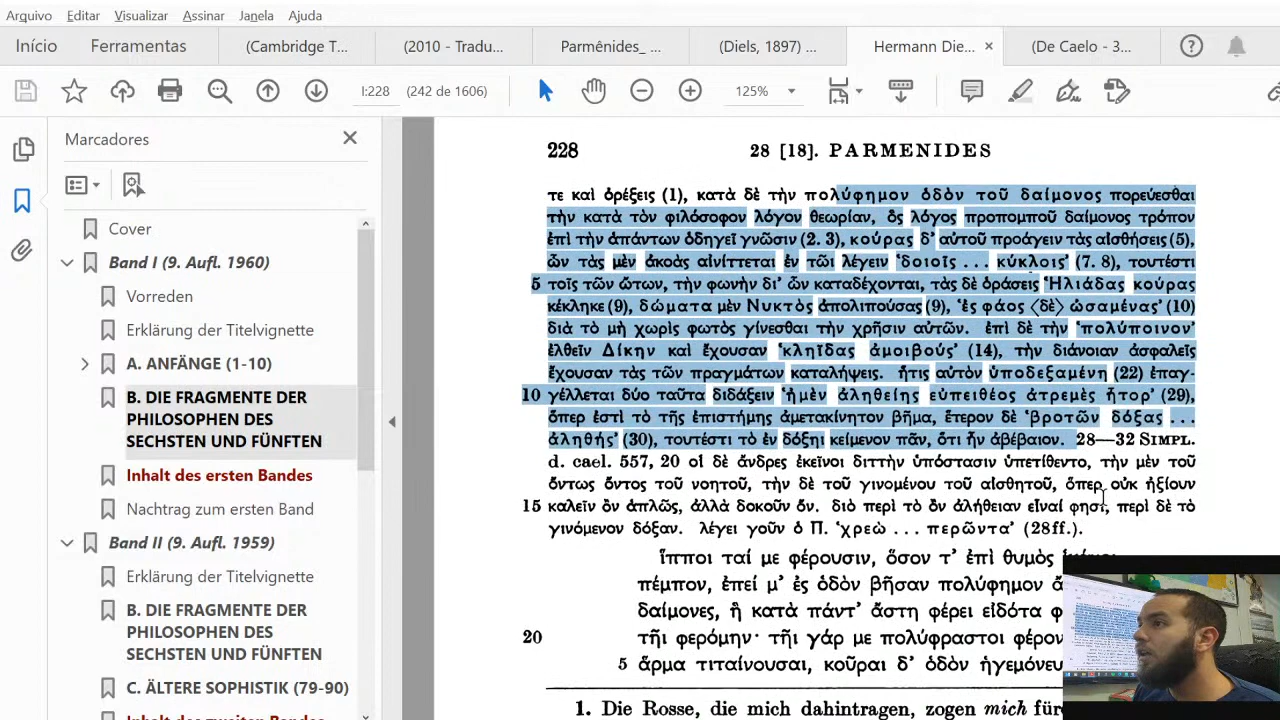 Arquivo Editar Visualizar Assinar Janela Ajuda
Início Ferramentas (Cambridge T... (2010 - Tradu... Parmênides_ ... (Diels, 1897) ... Hermann Die... × (De Caelo - 3...
I:228 (242 de 1606) 125%
Marcadores
Cover
Band I (9. Aufl. 1960)
Vorreden
Erklärung der Titelvignette
A. ANFÄNGE (1-10)
B. DIE FRAGMENTE DER
PHILOSOPHEN DES
SECHSTEN UND FÜNFTEN
Inhalt des ersten Bandes
Nachtrag zum ersten Band
Band II (9. Aufl. 1959)
Erklärung der Titelvignette
B. DIE FRAGMENTE DER
PHILOSOPHEN DES
SECHSTEN UND FÜNFTEN
C. ÄLTERE SOPHISTIK (79-90)
Inhalt des zweiten Bandes
228 28 [18]. PARMENIDES
τε καὶ ὀρέξεις (1), κατὰ δὲ τὴν πολύφημον ὁδὸν τοῦ δαίμονος πορεύεσθαι
τὴν κατὰ τὸν φιλόσοφον λόγον θεωρίαν, ὃς λόγος προπομποῦ δαίμονος τρόπον
ἐπὶ τὴν ἁπάντων ὁδηγεῖ γνῶσιν (2. 3), κούρας δ' αὐτοῦ προάγειν τὰς αἰσθήσεις (5),
ὧν τὰς μὲν ἀκοὰς αἰνίττεται ἐν τῶι λέγειν 'δοιοῖς ... κύκλοις' (7. 8), τουτέστι
5 τοῖς τῶν ὤτων, τὴν φωνὴν δι' ὧν καταδέχονται, τὰς δὲ ὁράσεις Ἡλιάδας κούρας
κέκληκε (9), δώματα μὲν Νυκτὸς ἀπολιπούσας (9), 'ἐς φάος ⟨δὲ⟩ ὠσαμένας' (10)
διὰ τὸ μὴ χωρὶς φωτὸς γίνεσθαι τὴν χρῆσιν αὐτῶν. ἐπὶ δὲ τὴν 'πολύποινον'
ἐλθεῖν Δίκην καὶ ἔχουσαν 'κληῖδας ἀμοιβούς' (14), τὴν διάνοιαν ἀσφαλεῖς
ἔχουσαν τὰς τῶν πραγμάτων καταλήψεις. ἥτις αὐτὸν ὑποδεξαμένη (22) ἐπαγ-
10 γέλλεται δύο ταῦτα διδάξειν 'ἠμὲν ἀληθείης εὐπειθέος ἀτρεμὲς ἦτορ' (29),
ὅπερ ἐστὶ τὸ τῆς ἐπιστήμης ἀμετακίνητον βῆμα, ἕτερον δὲ 'βροτῶν δόξας ...
ἀληθής' (30), τουτέστι τὸ ἐν δόξηι κείμενον πᾶν, ὅτι ἦν ἀβέβαιον. 28—32 SIMPL.
d. cael. 557, 20 οἱ δὲ ἄνδρες ἐκεῖνοι διττὴν ὑπόστασιν ὑπετίθεντο, τὴν μὲν τοῦ
ὄντως ὄντος τοῦ νοητοῦ, τὴν δὲ τοῦ γινομένου τοῦ αἰσθητοῦ, ὅπερ οὐκ ἠξίουν
15 καλεῖν ὂν ἁπλῶς, ἀλλὰ δοκοῦν ὄν. διὸ περὶ τὸ ὂν ἀλήθειαν εἶναί φησι, περὶ δὲ τὸ
γινόμενον δόξαν. λέγει γοῦν ὁ Π. 'χρεὼ ... περῶντα' (28ff.).
ἵπποι ταί με φέρουσιν, ὅσον τ' ἐπὶ θυμὸς
πέμπον, ἐπεί μ' ἐς ὁδὸν βῆσαν πολύφημον
δαίμονες, ἣ κατὰ πάντ' ἄστη φέρει εἰδότα
20 τῆι φερόμην· τῆι γάρ με πολύφραστοι
5 ἅρμα τιταίνουσαι, κοῦραι δ' ὁδὸν
1. Die Rosse, die mich dahintragen, zogen mich